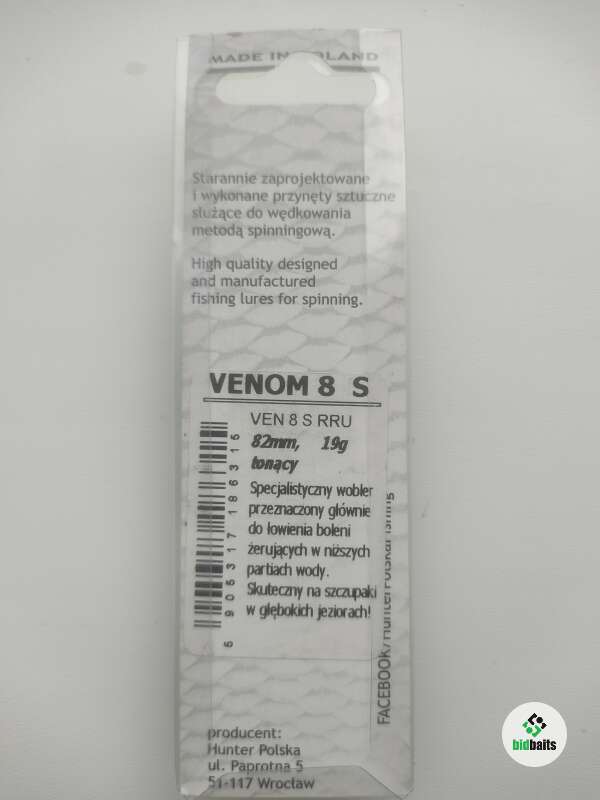 MADE IN POLAND
Starannie zaprojektowane
i wykonane przynęty sztuczne
służące do wędkowania
metodą spinningową.
High quality designed
and manufactured
fishing lures for spinning.
VENOM 8 S
VEN 8 S RRU
82mm, 19g
tonący
Specjalistyczny wobler
przeznaczony głównie
do łowienia boleni
żerujących w niższych
partiach wody.
Skuteczny na szczupaki
w głębokich jeziorach!
5 905317 186315
FACEBOOK/HunterPolskaFishing
producent:
Hunter Polska
ul. Paprotna 5
51-117 Wrocław
bidbaits